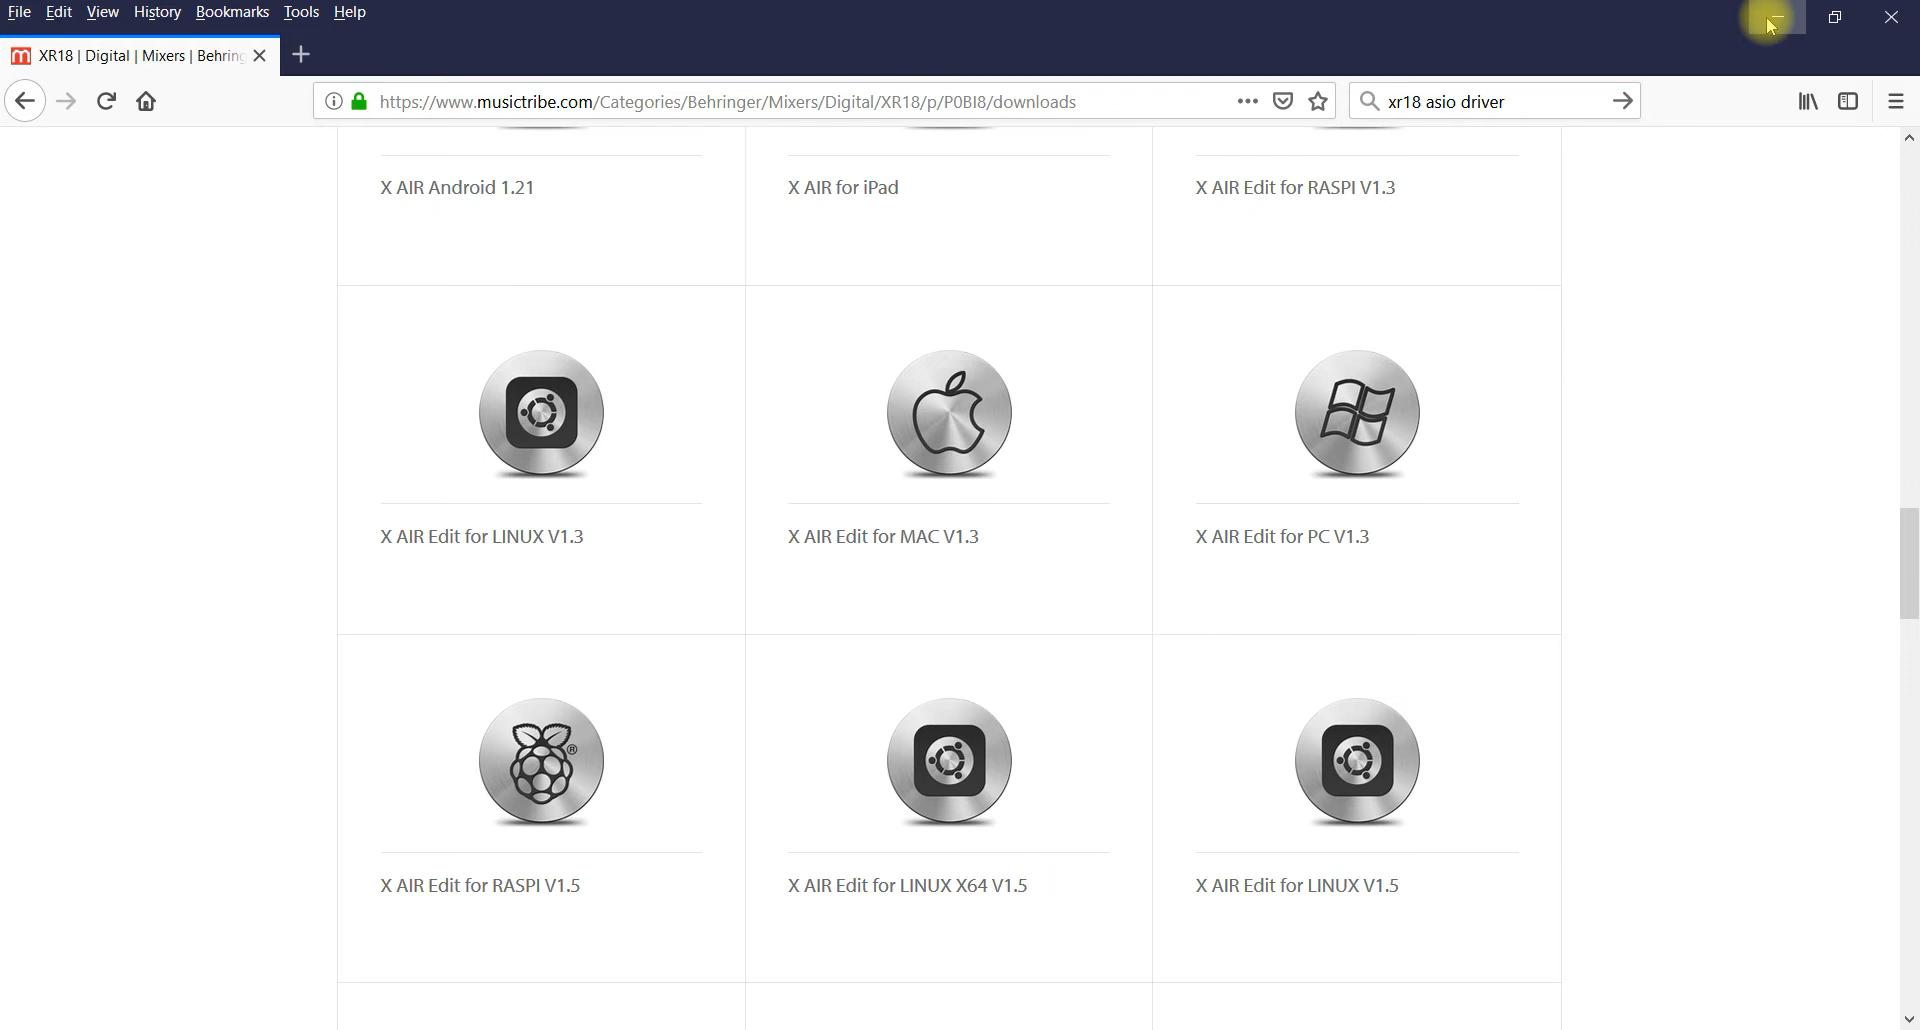 File Edit View History Bookmarks Tools Help
XR18 | Digital | Mixers | Behring
https://www.musictribe.com/Categories/Behringer/Mixers/Digital/XR18/p/P0BI8/downloads
xr18 asio driver
X AIR Android 1.21
X AIR for iPad
X AIR Edit for RASPI V1.3
X AIR Edit for LINUX V1.3
X AIR Edit for MAC V1.3
X AIR Edit for PC V1.3
®
X AIR Edit for RASPI V1.5
X AIR Edit for LINUX X64 V1.5
X AIR Edit for LINUX V1.5